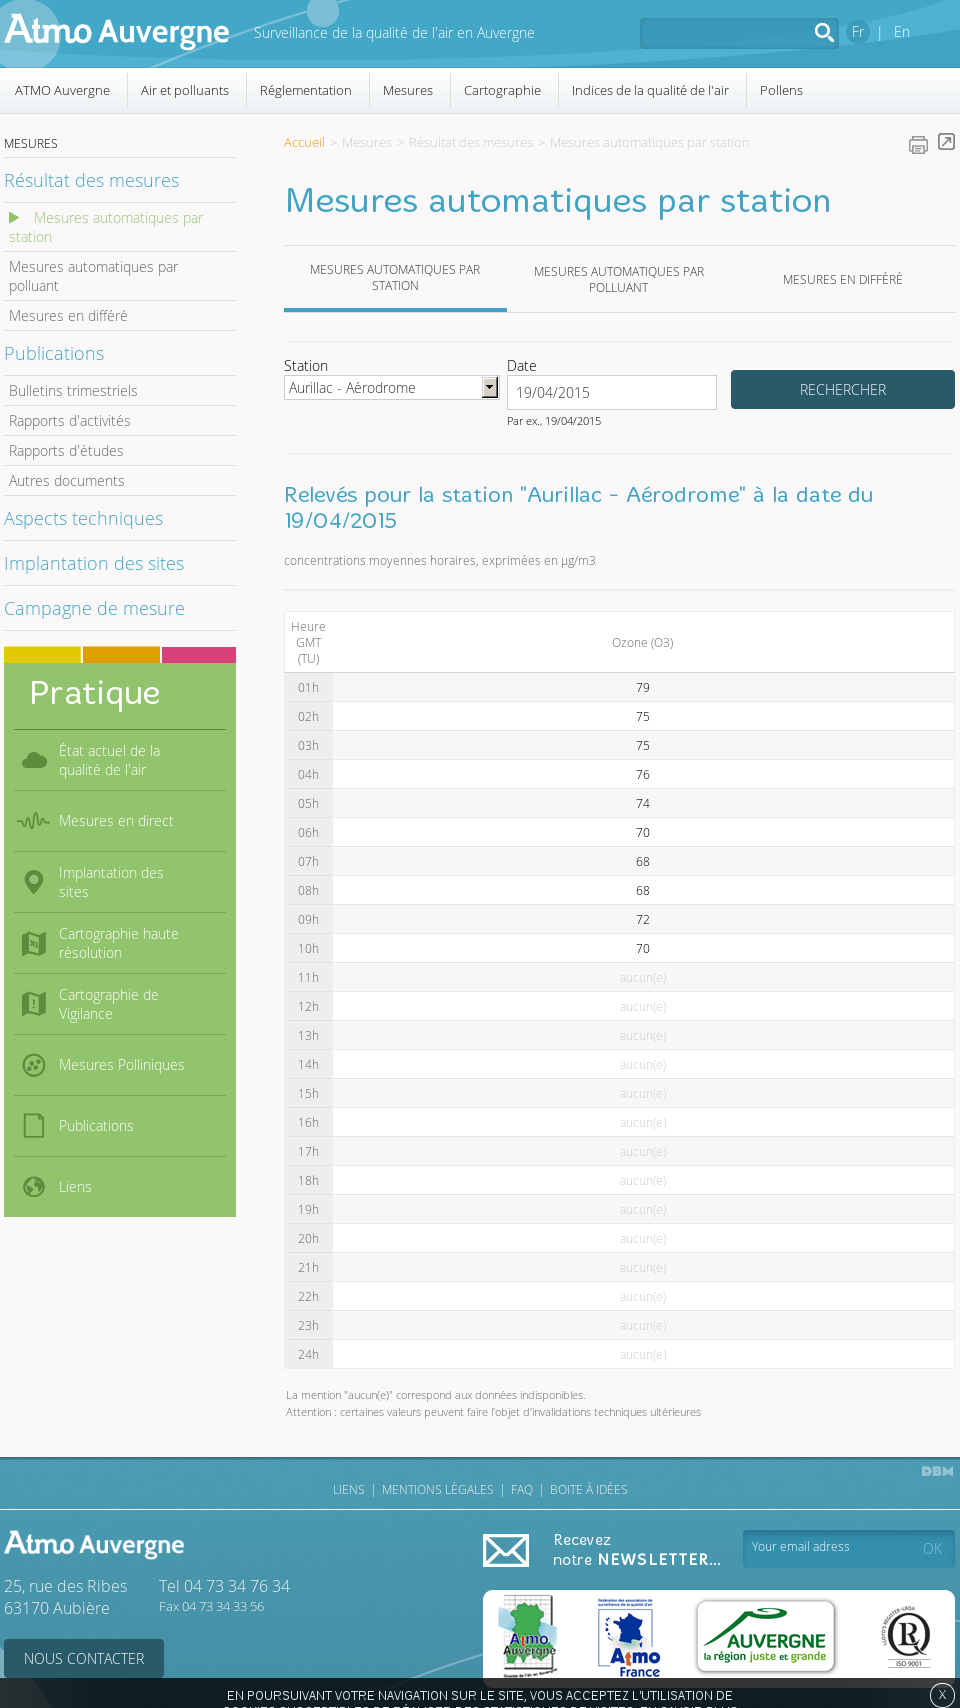 Atmo Auvergne
Surveillance de la qualité de l'air en Auvergne
Fr | En
ATMO Auvergne
Air et polluants
Réglementation
Mesures
Cartographie
Indices de la qualité de l'air
Pollens
MESURES
Résultat des mesures
Mesures automatiques par
station
Mesures automatiques par
polluant
Mesures en différé
Publications
Bulletins trimestriels
Rapports d'activités
Rapports d'études
Autres documents
Aspects techniques
Implantation des sites
Campagne de mesure
Pratique
État actuel de la
qualité de l'air
Mesures en direct
Implantation des
sites
Cartographie haute
résolution
Cartographie de
Vigilance
Mesures Polliniques
Publications
Liens
Accueil > Mesures > Résultat des mesures > Mesures automatiques par station
Mesures automatiques par station
MESURES AUTOMATIQUES PAR
STATION
MESURES AUTOMATIQUES PAR
POLLUANT
MESURES EN DIFFÉRÉ
Station
Aurillac - Aérodrome
Date
19/04/2015
Par ex., 19/04/2015
RECHERCHER
Relevés pour la station "Aurillac - Aérodrome" à la date du
19/04/2015
concentrations moyennes horaires, exprimées en µg/m3
Heure
GMT
(TU)
Ozone (O3)
01h 79
02h 75
03h 75
04h 76
05h 74
06h 70
07h 68
08h 68
09h 72
10h 70
11h aucun(e)
12h aucun(e)
13h aucun(e)
14h aucun(e)
15h aucun(e)
16h aucun(e)
17h aucun(e)
18h aucun(e)
19h aucun(e)
20h aucun(e)
21h aucun(e)
22h aucun(e)
23h aucun(e)
24h aucun(e)
La mention "aucun(e)" correspond aux données indisponibles.
Attention : certaines valeurs peuvent faire l'objet d'invalidations techniques ultérieures
DBM
LIENS | MENTIONS LÉGALES | FAQ | BOITE À IDÉES
Atmo Auvergne
25, rue des Ribes
63170 Aubière
Tel 04 73 34 76 34
Fax 04 73 34 33 56
NOUS CONTACTER
Recevez
notre NEWSLETTER...
Your email adress
OK
Atmo
Auvergne
Fédération des associations de
surveillance de la qualité de l'air
Atmo
France
AUVERGNE
la région juste et grande
LLOYD'S REGISTER · LRQA
ISO 9001
EN POURSUIVANT VOTRE NAVIGATION SUR LE SITE, VOUS ACCEPTEZ L'UTILISATION DE
X